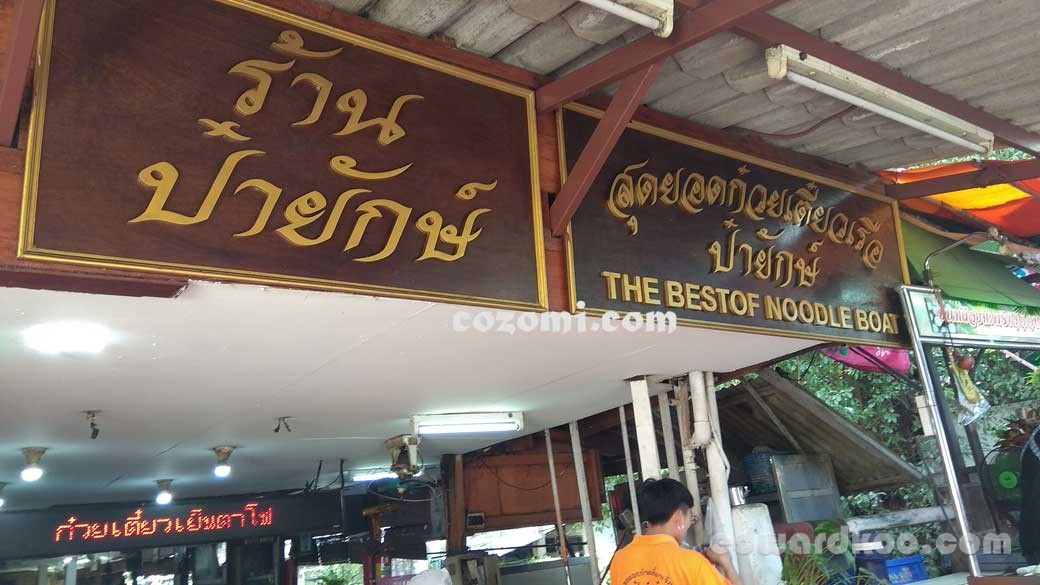 ร้าน
ป๋ายักษ์
สุดยอดก๋วยเตี๋ยวเรือ
ป๋ายักษ์
THE BESTOF NOODLE BOAT
cozomi.com
ก๋วยเตี๋ยวเย็นตาโฟ
edwardkoo.com